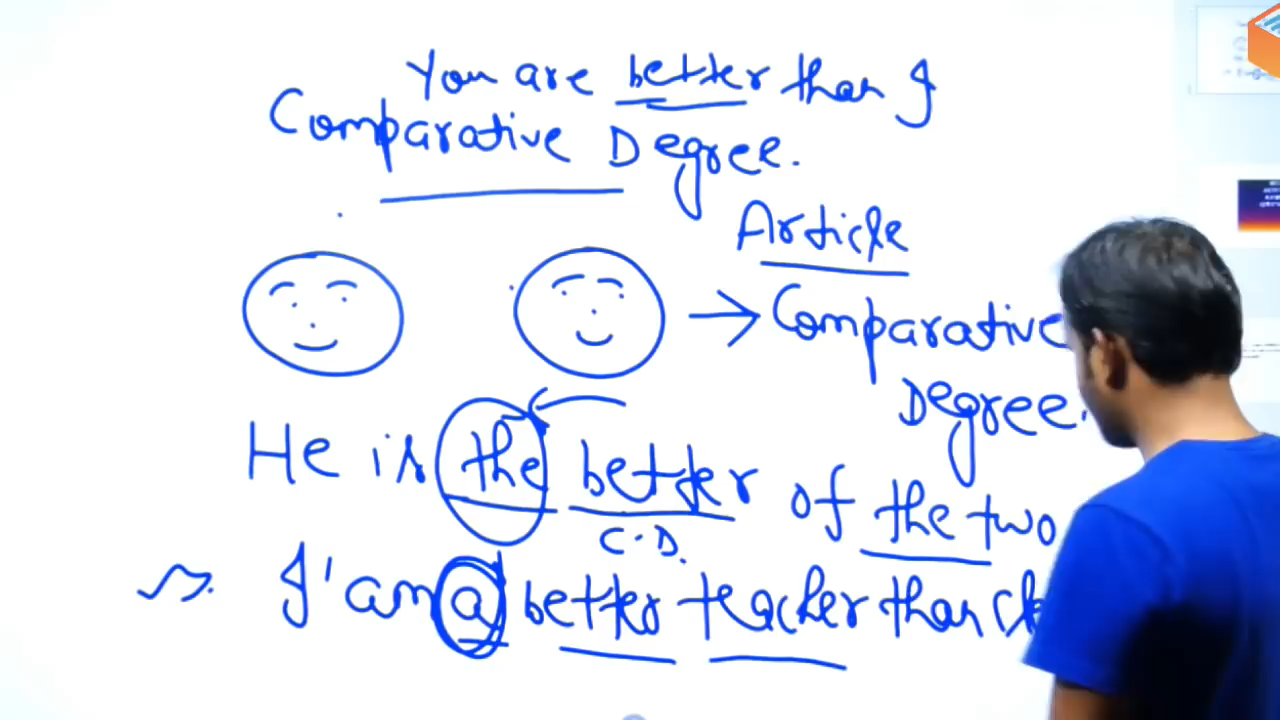 You are better than I
Comparative Degree.
Article
Comparative
Degree.
He is the better of the two
C.D.
I'am a better teacher than